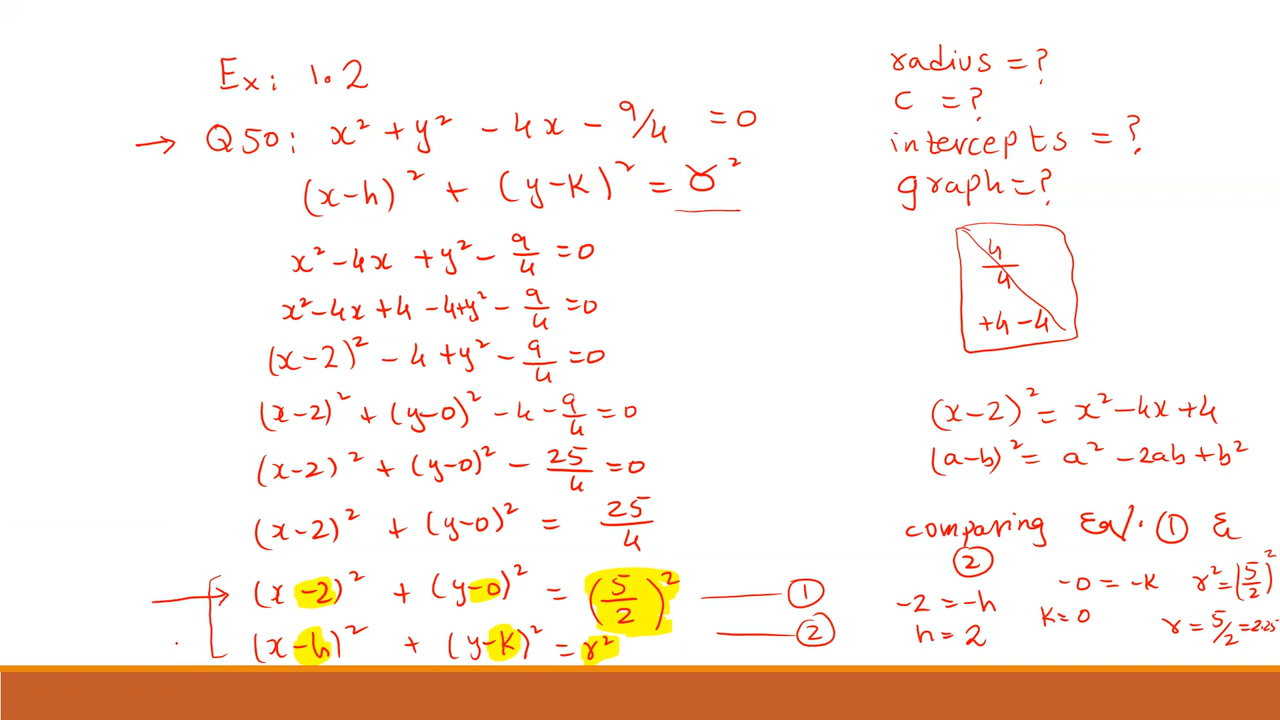 Ex: 1.2
→ Q50: x² + y² - 4x - 9/4 = 0
(x-h)² + (y-k)² = r²
x² - 4x + y² - 9/4 = 0
x² - 4x + 4 - 4 + y² - 9/4 = 0
(x-2)² - 4 + y² - 9/4 = 0
(x-2)² + (y-0)² - 4 - 9/4 = 0
(x-2)² + (y-0)² - 25/4 = 0
(x-2)² + (y-0)² = 25/4
(x-2)² + (y-0)² = (5/2)² —— ①
(x-h)² + (y-k)² = r² —— ②
radius = ?
c = ?
intercepts = ?
graph = ?
4/4
+4 - 4
(x-2)² = x² - 4x + 4
(a-b)² = a² - 2ab + b²
comparing Eq. ① &
②
-2 = -h
h = 2
-0 = -k
k = 0
r² = (5/2)²
r = 5/2 = 2.25